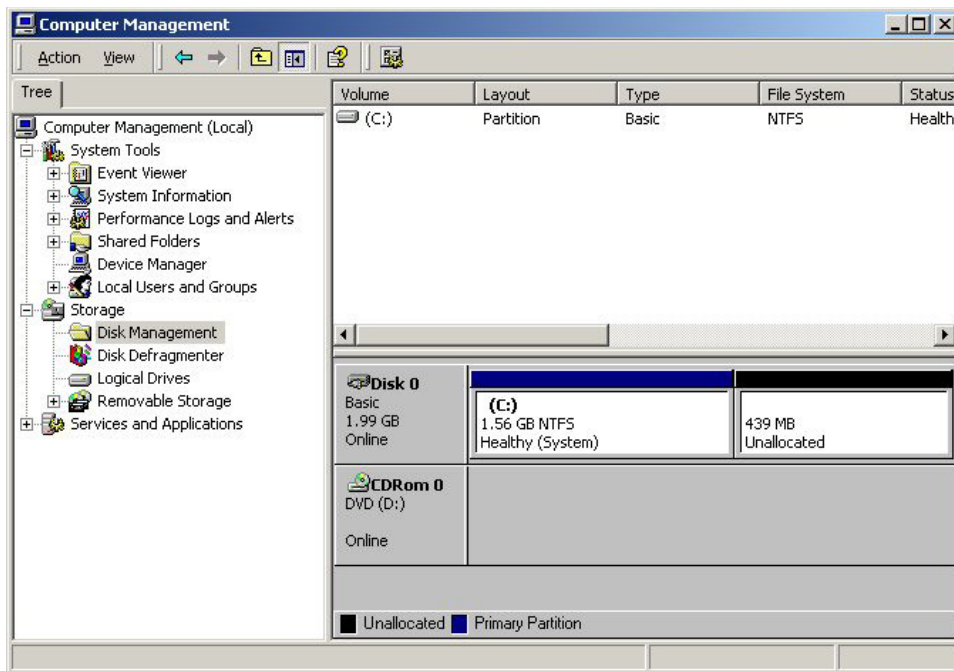 Computer Management
Action View
Tree
Computer Management (Local)
System Tools
Event Viewer
System Information
Performance Logs and Alerts
Shared Folders
Device Manager
Local Users and Groups
Storage
Disk Management
Disk Defragmenter
Logical Drives
Removable Storage
Services and Applications
Volume Layout Type File System Status
(C:) Partition Basic NTFS Health
Disk 0
Basic
1.99 GB
Online
(C:)
1.56 GB NTFS
Healthy (System)
439 MB
Unallocated
CDRom 0
DVD (D:)
Online
Unallocated Primary Partition